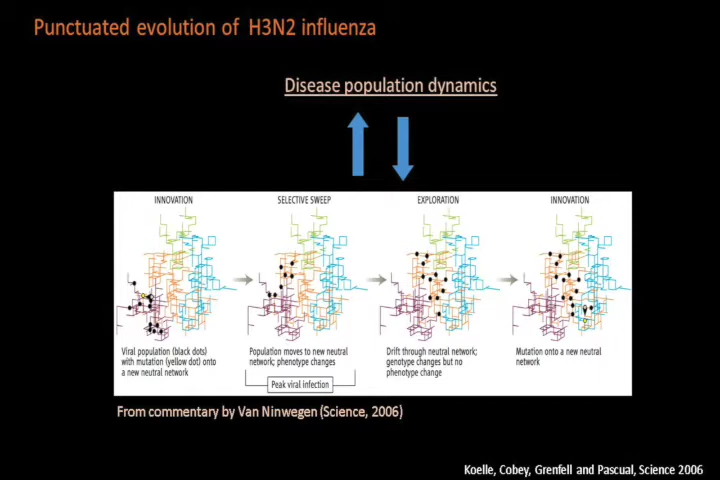 Punctuated evolution of H3N2 influenza
Disease population dynamics
INNOVATION
SELECTIVE SWEEP
EXPLORATION
INNOVATION
Viral population (black dots)
with mutation (yellow dot) onto
a new neutral network
Population moves to new neutral
network; phenotype changes
Peak viral infection
Drift through neutral network;
genotype changes but no
phenotype change
Mutation onto a new neutral
network
From commentary by Van Ninwegen (Science, 2006)
Koelle, Cobey, Grenfell and Pascual, Science 2006